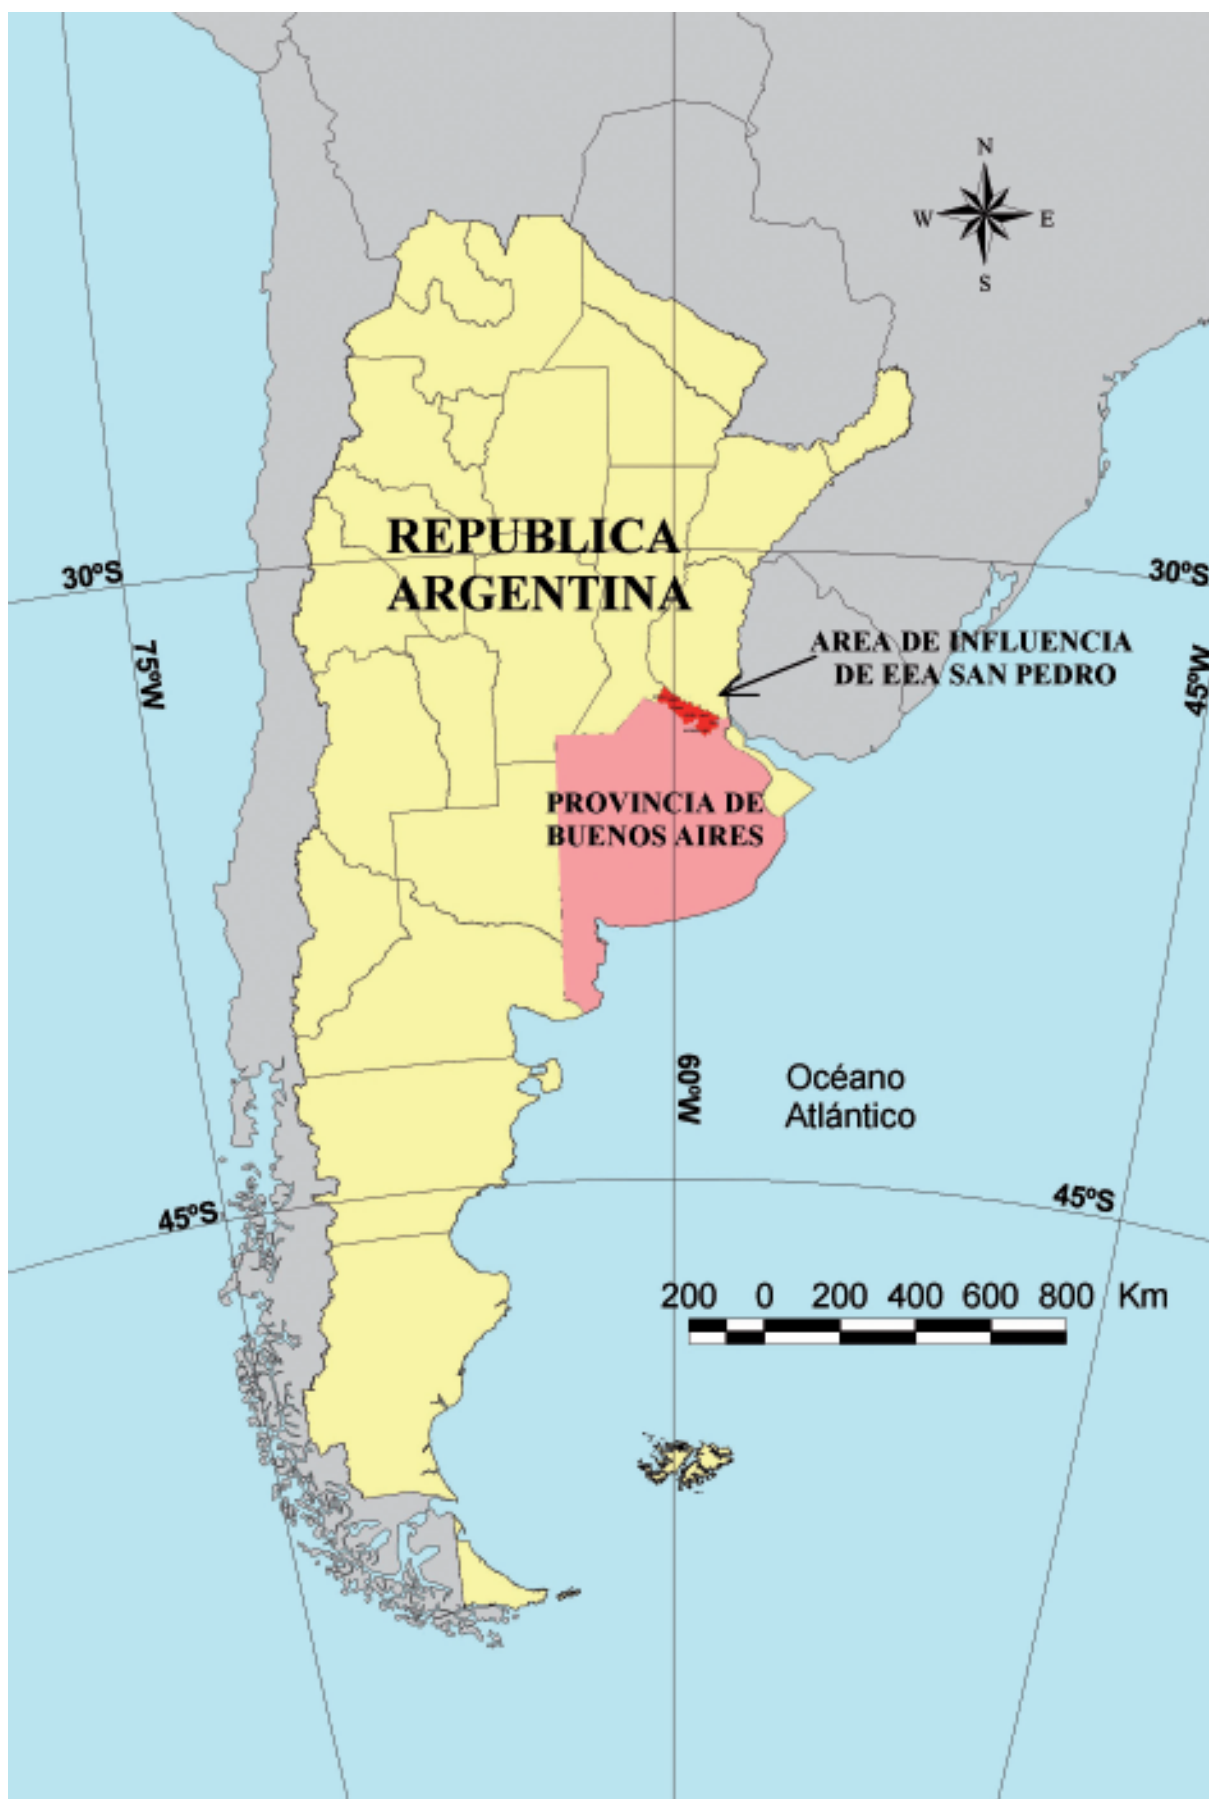 N
W E
S
REPUBLICA
ARGENTINA
30ºS
30ºS
75ºW
45ºW
AREA DE INFLUENCIA
DE EEA SAN PEDRO
PROVINCIA DE
BUENOS AIRES
60ºW
Océano
Atlántico
45ºS
45ºS
200 0 200 400 600 800 Km